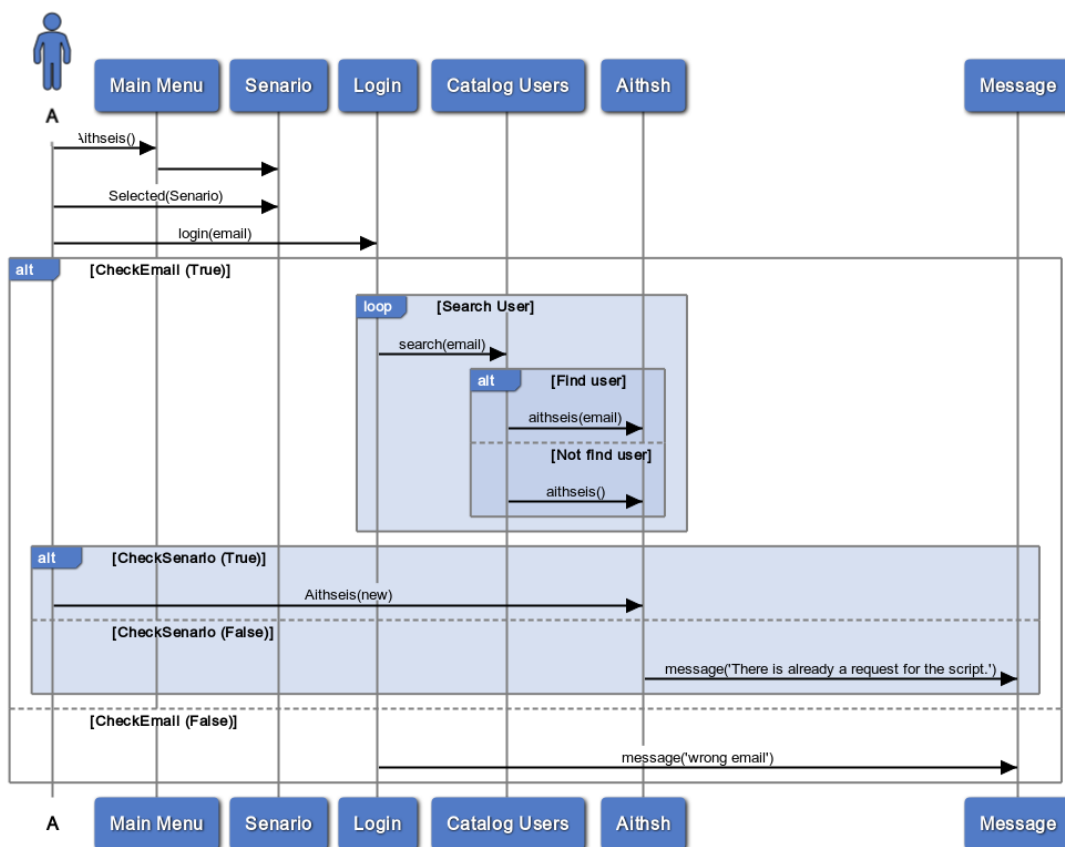 Main Menu
Senario
Login
Catalog Users
Aithsh
Message
A
Aithseis()
Selected(Senario)
login(email)
alt
[CheckEmail (True)]
loop
[Search User]
search(email)
alt
[Find user]
aithseis(email)
[Not find user]
aithseis()
alt
[CheckSenario (True)]
Aithseis(new)
[CheckSenario (False)]
message('There is already a request for the script.')
[CheckEmail (False)]
message('wrong email')
A
Main Menu
Senario
Login
Catalog Users
Aithsh
Message